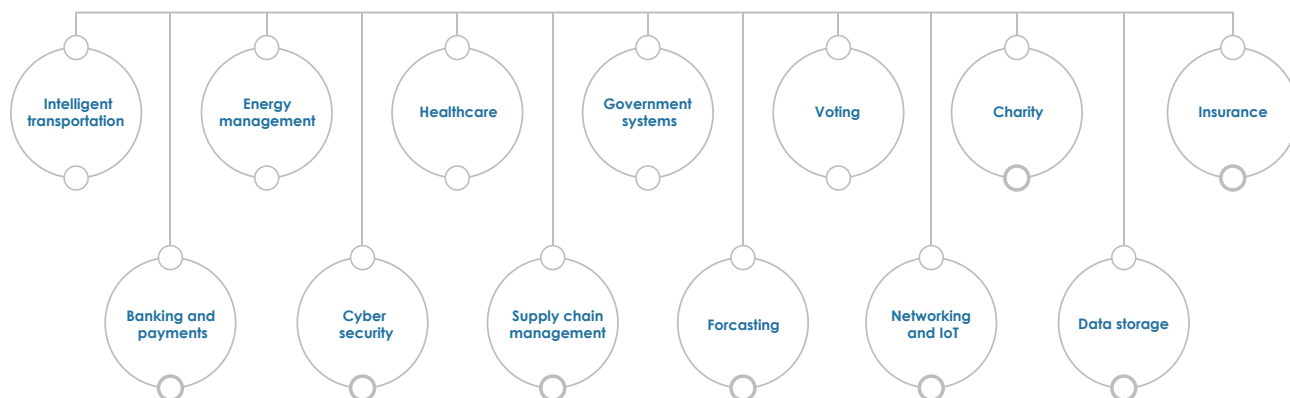 Intelligent
transportation
Energy
management
Healthcare
Government
systems
Voting
Charity
Insurance
Banking and
payments
Cyber
security
Supply chain
management
Forcasting
Networking
and IoT
Data storage